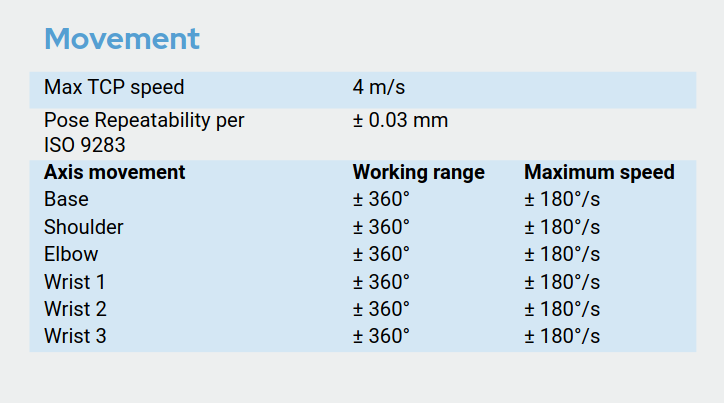 Movement
Max TCP speed 4 m/s
Pose Repeatability per ± 0.03 mm
ISO 9283
Axis movement Working range Maximum speed
Base ± 360° ± 180°/s
Shoulder ± 360° ± 180°/s
Elbow ± 360° ± 180°/s
Wrist 1 ± 360° ± 180°/s
Wrist 2 ± 360° ± 180°/s
Wrist 3 ± 360° ± 180°/s